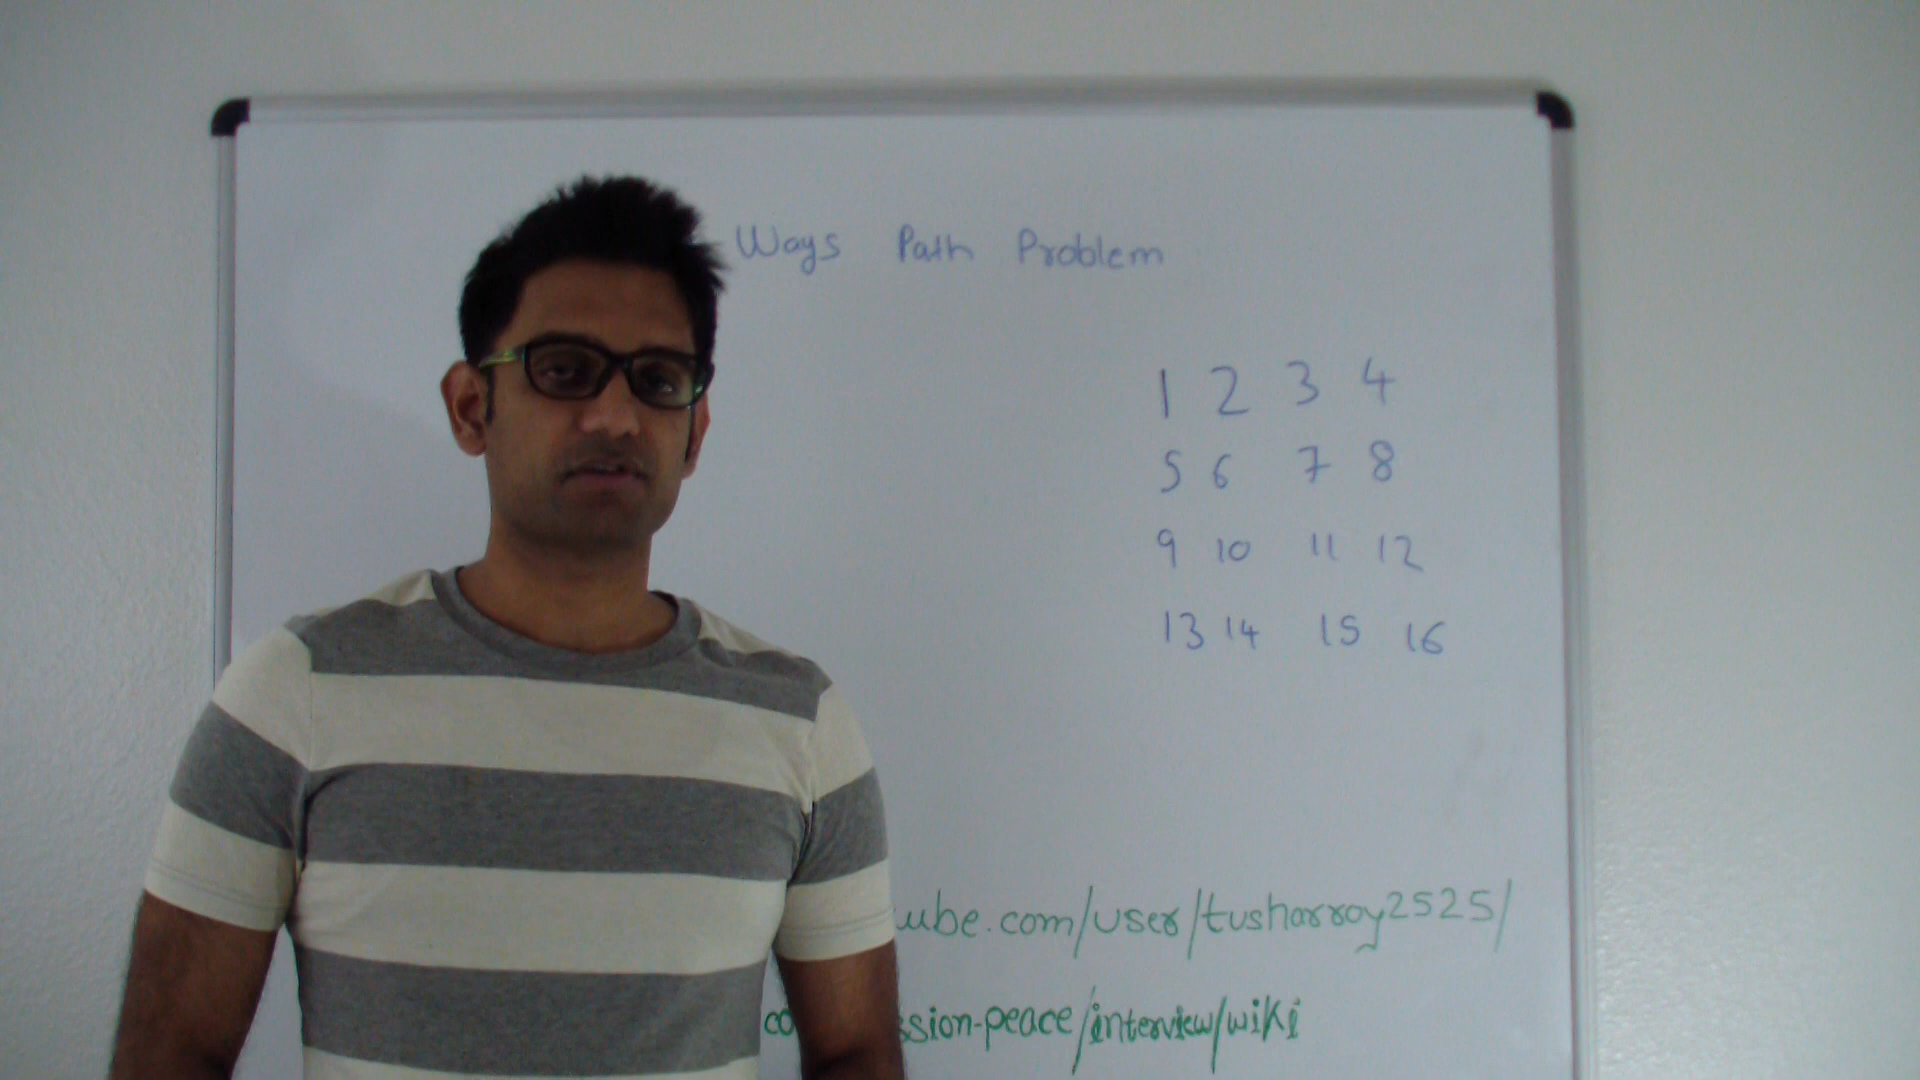 Ways Path Problem
1 2 3 4
5 6 7 8
9 10 11 12
13 14 15 16
ube.com/user/tusharroy2525/
co ssion-peace/interview/wiki